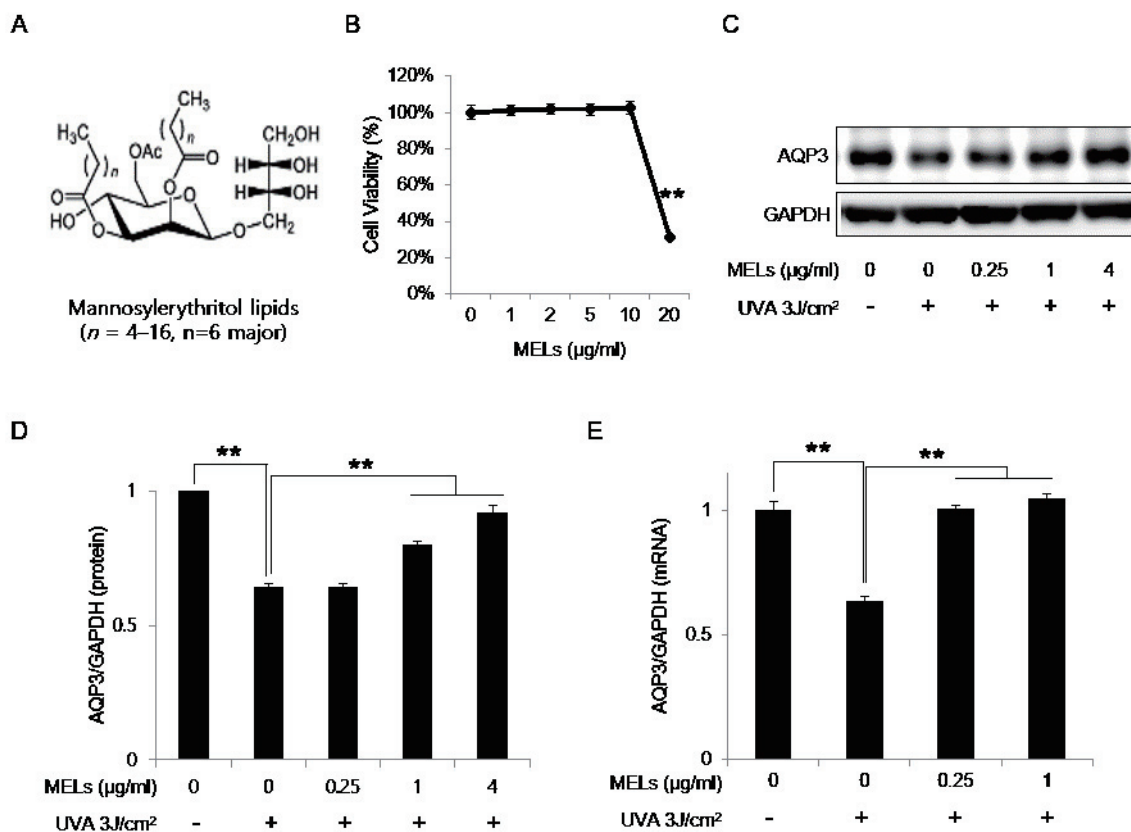 A
CH₃
H₃C
( )n
( )n
OAc
O
O
CH₂OH
H OH
H OH
O
O
HO
O
O
O
CH₂
Mannosylerythritol lipids
(n = 4–16, n=6 major)
B
120%
100%
80%
60%
40%
20%
0%
Cell Viability (%)
**
0 1 2 5 10 20
MELs (µg/ml)
C
AQP3
GAPDH
MELs (µg/ml) 0 0 0.25 1 4
UVA 3J/cm² - + + + +
D
** **
1
0.5
0
AQP3/GAPDH (protein)
MELs (µg/ml) 0 0 0.25 1 4
UVA 3J/cm² - + + + +
E
** **
1
0.5
0
AQP3/GAPDH (mRNA)
MELs (µg/ml) 0 0 0.25 1
UVA 3J/cm² - + + +